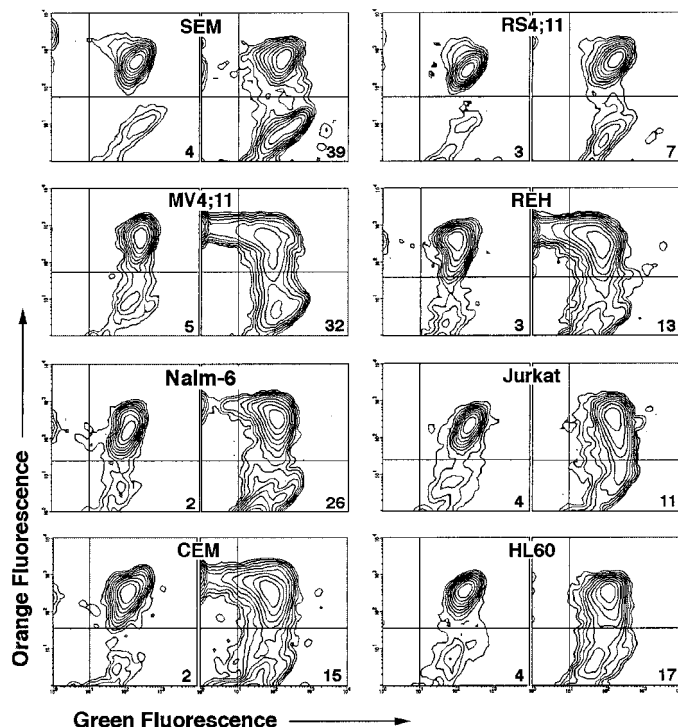 SEM
4
39
RS4;11
3
7
MV4;11
5
32
REH
3
13
Nalm-6
2
26
Jurkat
4
11
CEM
2
15
HL60
4
17
Orange Fluorescence
Green Fluorescence